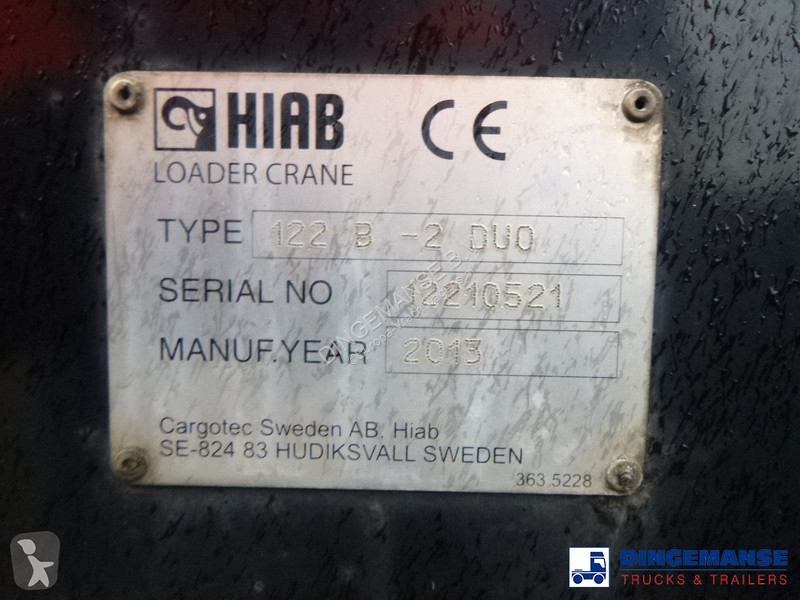 HIAB CE
LOADER CRANE
TYPE 122 B -2 DUO
SERIAL NO 12210521
MANUF.YEAR 2013
Cargotec Sweden AB, Hiab
SE-824 83 HUDIKSVALL SWEDEN
363 5228
DINGEMANSE
DINGEMANSE
TRUCKS & TRAILERS